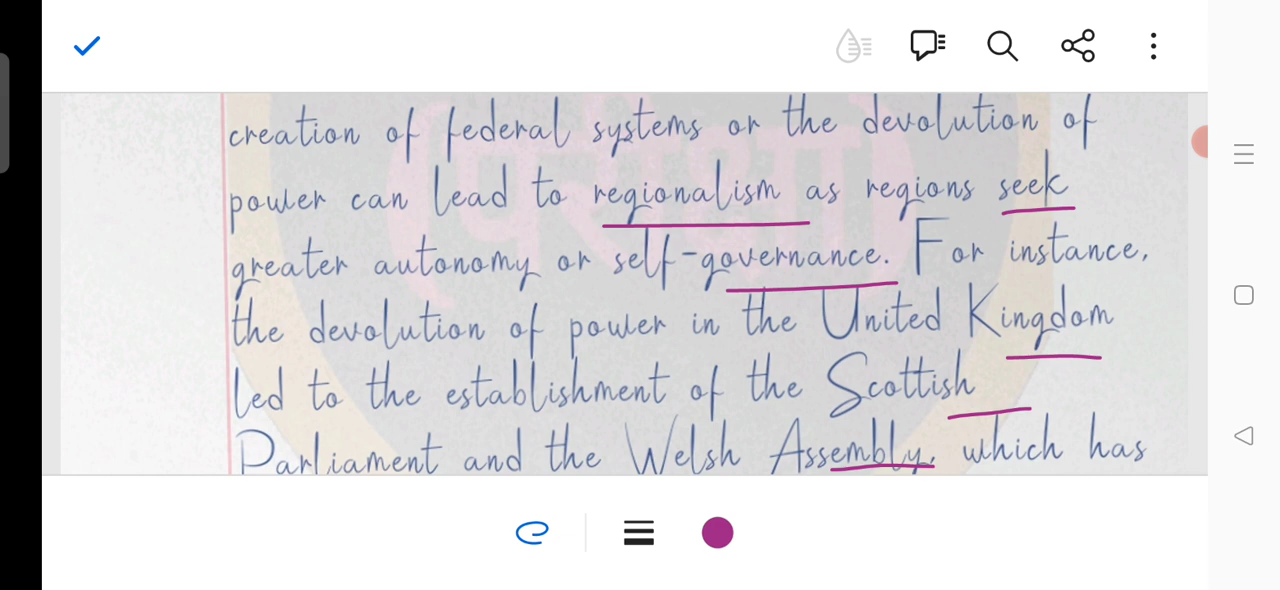 creation of federal systems or the devolution of
power can lead to regionalism as regions seek
greater autonomy or self-governance. For instance,
the devolution of power in the United Kingdom
led to the establishment of the Scottish
Parliament and the Welsh Assembly, which has